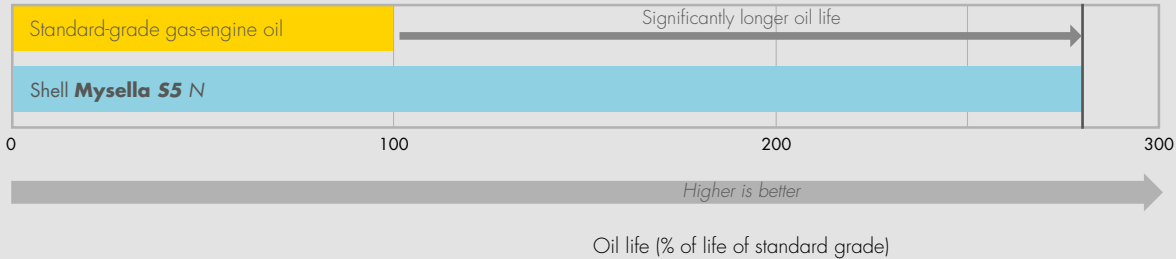 Standard-grade gas-engine oil
Significantly longer oil life
Shell Mysella S5 N
0 100 200 300
Higher is better
Oil life (% of life of standard grade)